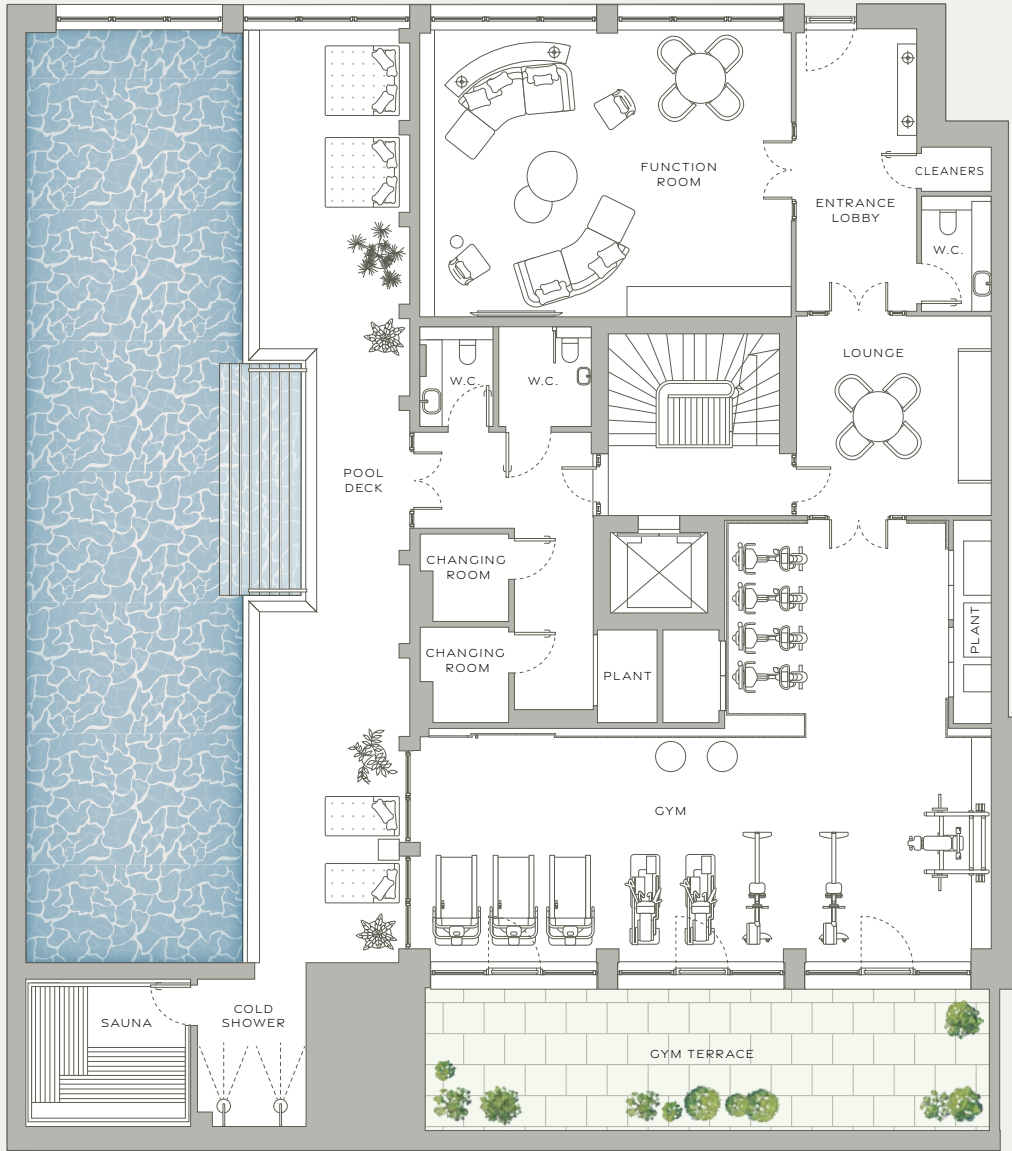 FUNCTION
ROOM
CLEANERS
ENTRANCE
LOBBY
W.C.
LOUNGE
W.C.
W.C.
POOL
DECK
CHANGING
ROOM
PLANT
CHANGING
ROOM
PLANT
GYM
SAUNA
COLD
SHOWER
GYM TERRACE